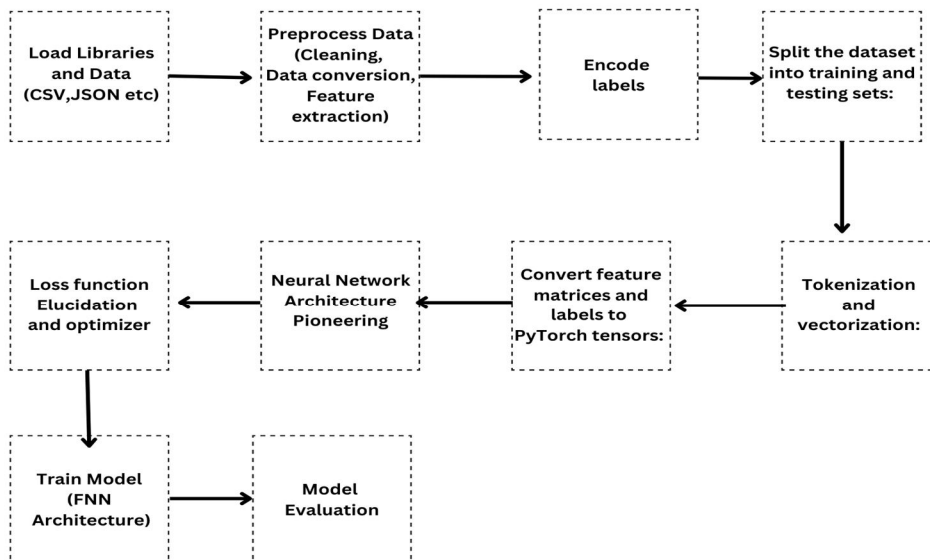 Load Libraries
and Data
(CSV,JSON etc)
Preprocess Data
(Cleaning,
Data conversion,
Feature
extraction)
Encode
labels
Split the dataset
into training and
testing sets:
Tokenization
and
vectorization:
Convert feature
matrices and
labels to
PyTorch tensors:
Neural Network
Architecture
Pioneering
Loss function
Elucidation
and optimizer
Train Model
(FNN
Architecture)
Model
Evaluation